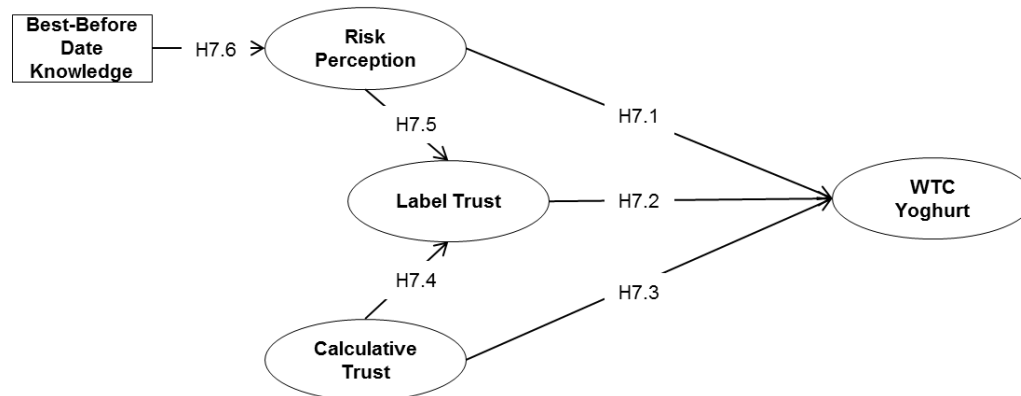 Best-Before
Date
Knowledge
H7.6
Risk
Perception
H7.5
H7.1
Label Trust
H7.2
WTC
Yoghurt
H7.4
H7.3
Calculative
Trust